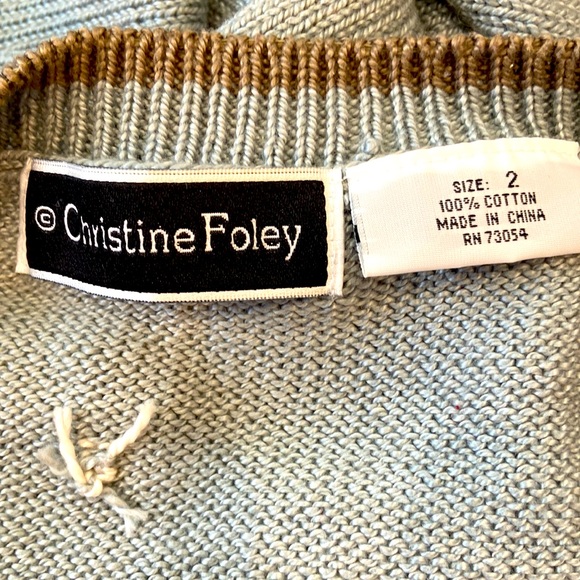 © Christine Foley
SIZE: 2
100% COTTON
MADE IN CHINA
RN 73054